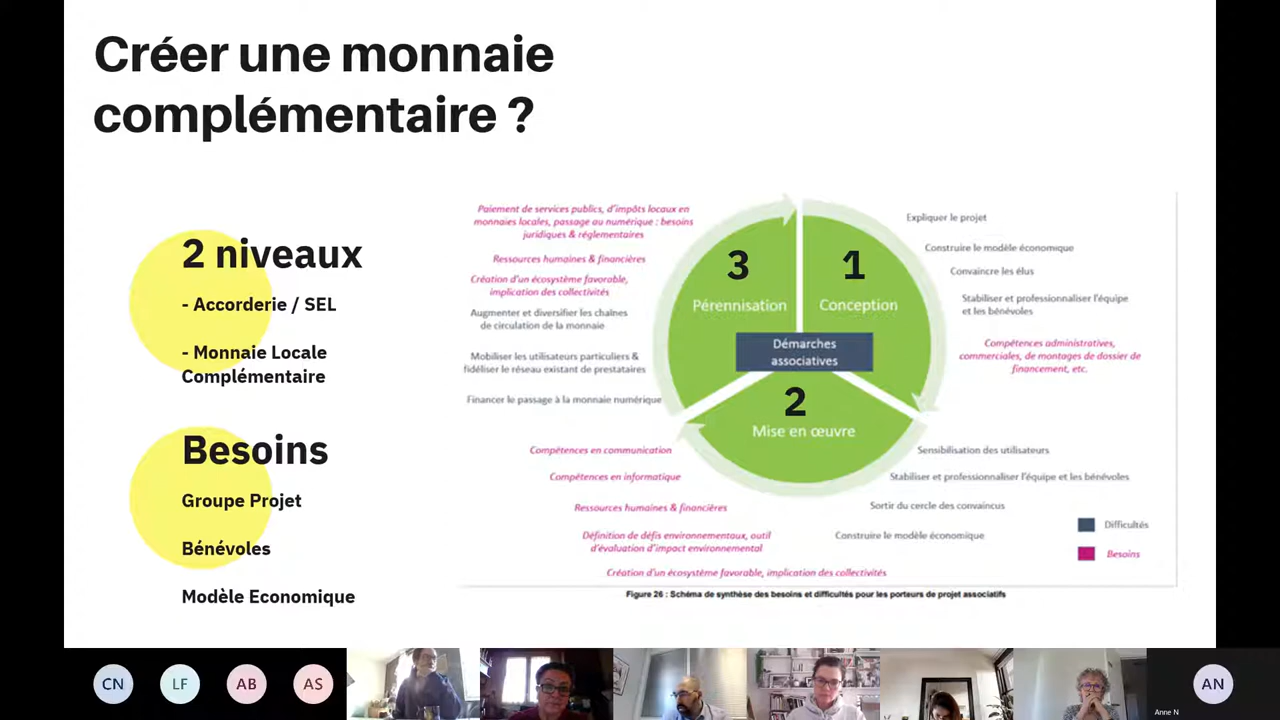 Créer une monnaie
complémentaire ?
2 niveaux
- Accorderie / SEL
- Monnaie Locale
Complémentaire
Besoins
Groupe Projet
Bénévoles
Modèle Economique
Paiement de services publics, d'impôts locaux en
monnaies locales, passage au numérique : besoins
juridiques & réglementaires
Ressources humaines & financières
Création d'un écosystème favorable,
implication des collectivités
Augmenter et diversifier les chaînes
de circulation de la monnaie
Mobiliser les utilisateurs particuliers &
fidéliser le réseau existant de prestataires
Financer le passage à la monnaie numérique
3
Pérennisation
1
Conception
Démarches
associatives
2
Mise en œuvre
Expliquer le projet
Construire le modèle économique
Convaincre les élus
Stabiliser et professionnaliser l'équipe
et les bénévoles
Compétences administratives,
commerciales, de montages de dossier de
financement, etc.
Compétences en communication
Compétences en informatique
Ressources humaines & financières
Définition de défis environnementaux, outil
d'évaluation d'impact environnemental
Création d'un écosystème favorable, implication des collectivités
Sensibilisation des utilisateurs
Stabiliser et professionnaliser l'équipe et les bénévoles
Sortir du cercle des convaincus
Construire le modèle économique
Difficultés
Besoins
Figure 26 : Schéma de synthèse des besoins et difficultés pour les porteurs de projet associatifs
CN
LF
AB
AS
AN
Anne N